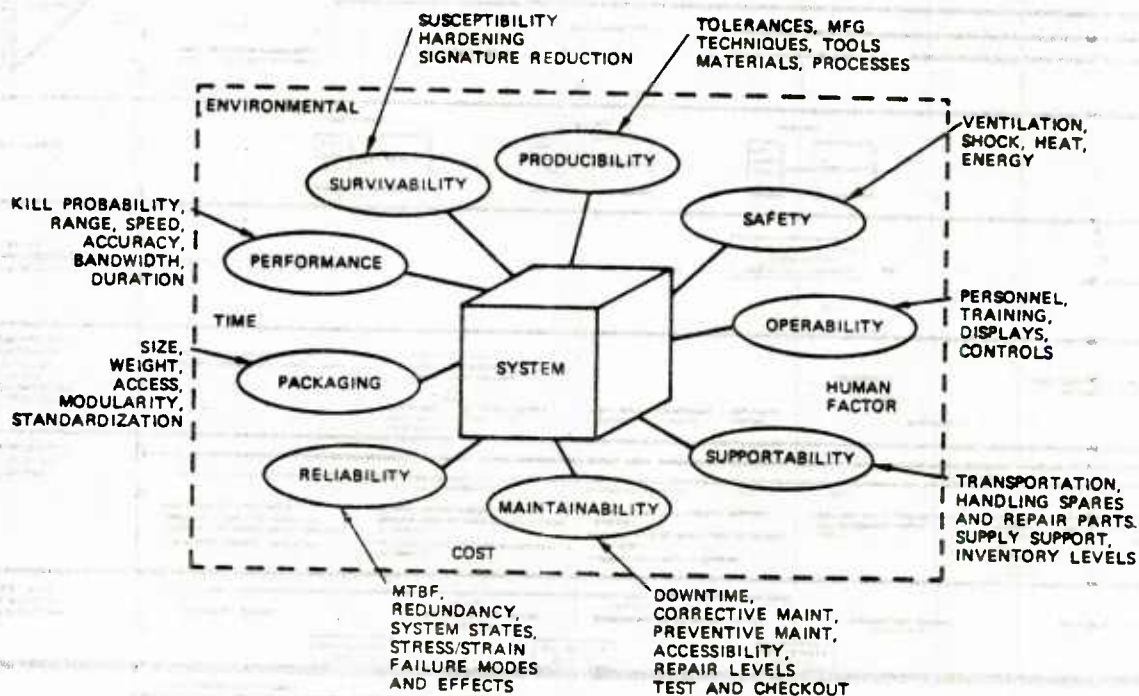 SUSCEPTIBILITY
HARDENING
SIGNATURE REDUCTION
TOLERANCES, MFG
TECHNIQUES, TOOLS
MATERIALS, PROCESSES
ENVIRONMENTAL
VENTILATION,
SHOCK, HEAT,
ENERGY
PRODUCIBILITY
SURVIVABILITY
SAFETY
KILL PROBABILITY,
RANGE, SPEED,
ACCURACY,
BANDWIDTH,
DURATION
PERFORMANCE
OPERABILITY
PERSONNEL,
TRAINING,
DISPLAYS,
CONTROLS
TIME
SIZE,
WEIGHT,
ACCESS,
MODULARITY,
STANDARDIZATION
PACKAGING
SYSTEM
HUMAN
FACTOR
RELIABILITY
SUPPORTABILITY
MAINTAINABILITY
TRANSPORTATION,
HANDLING SPARES
AND REPAIR PARTS.
SUPPLY SUPPORT,
INVENTORY LEVELS
COST
MTBF,
REDUNDANCY,
SYSTEM STATES,
STRESS/STRAIN
FAILURE MODES
AND EFFECTS
DOWNTIME,
CORRECTIVE MAINT,
PREVENTIVE MAINT,
ACCESSIBILITY,
REPAIR LEVELS
TEST AND CHECKOUT